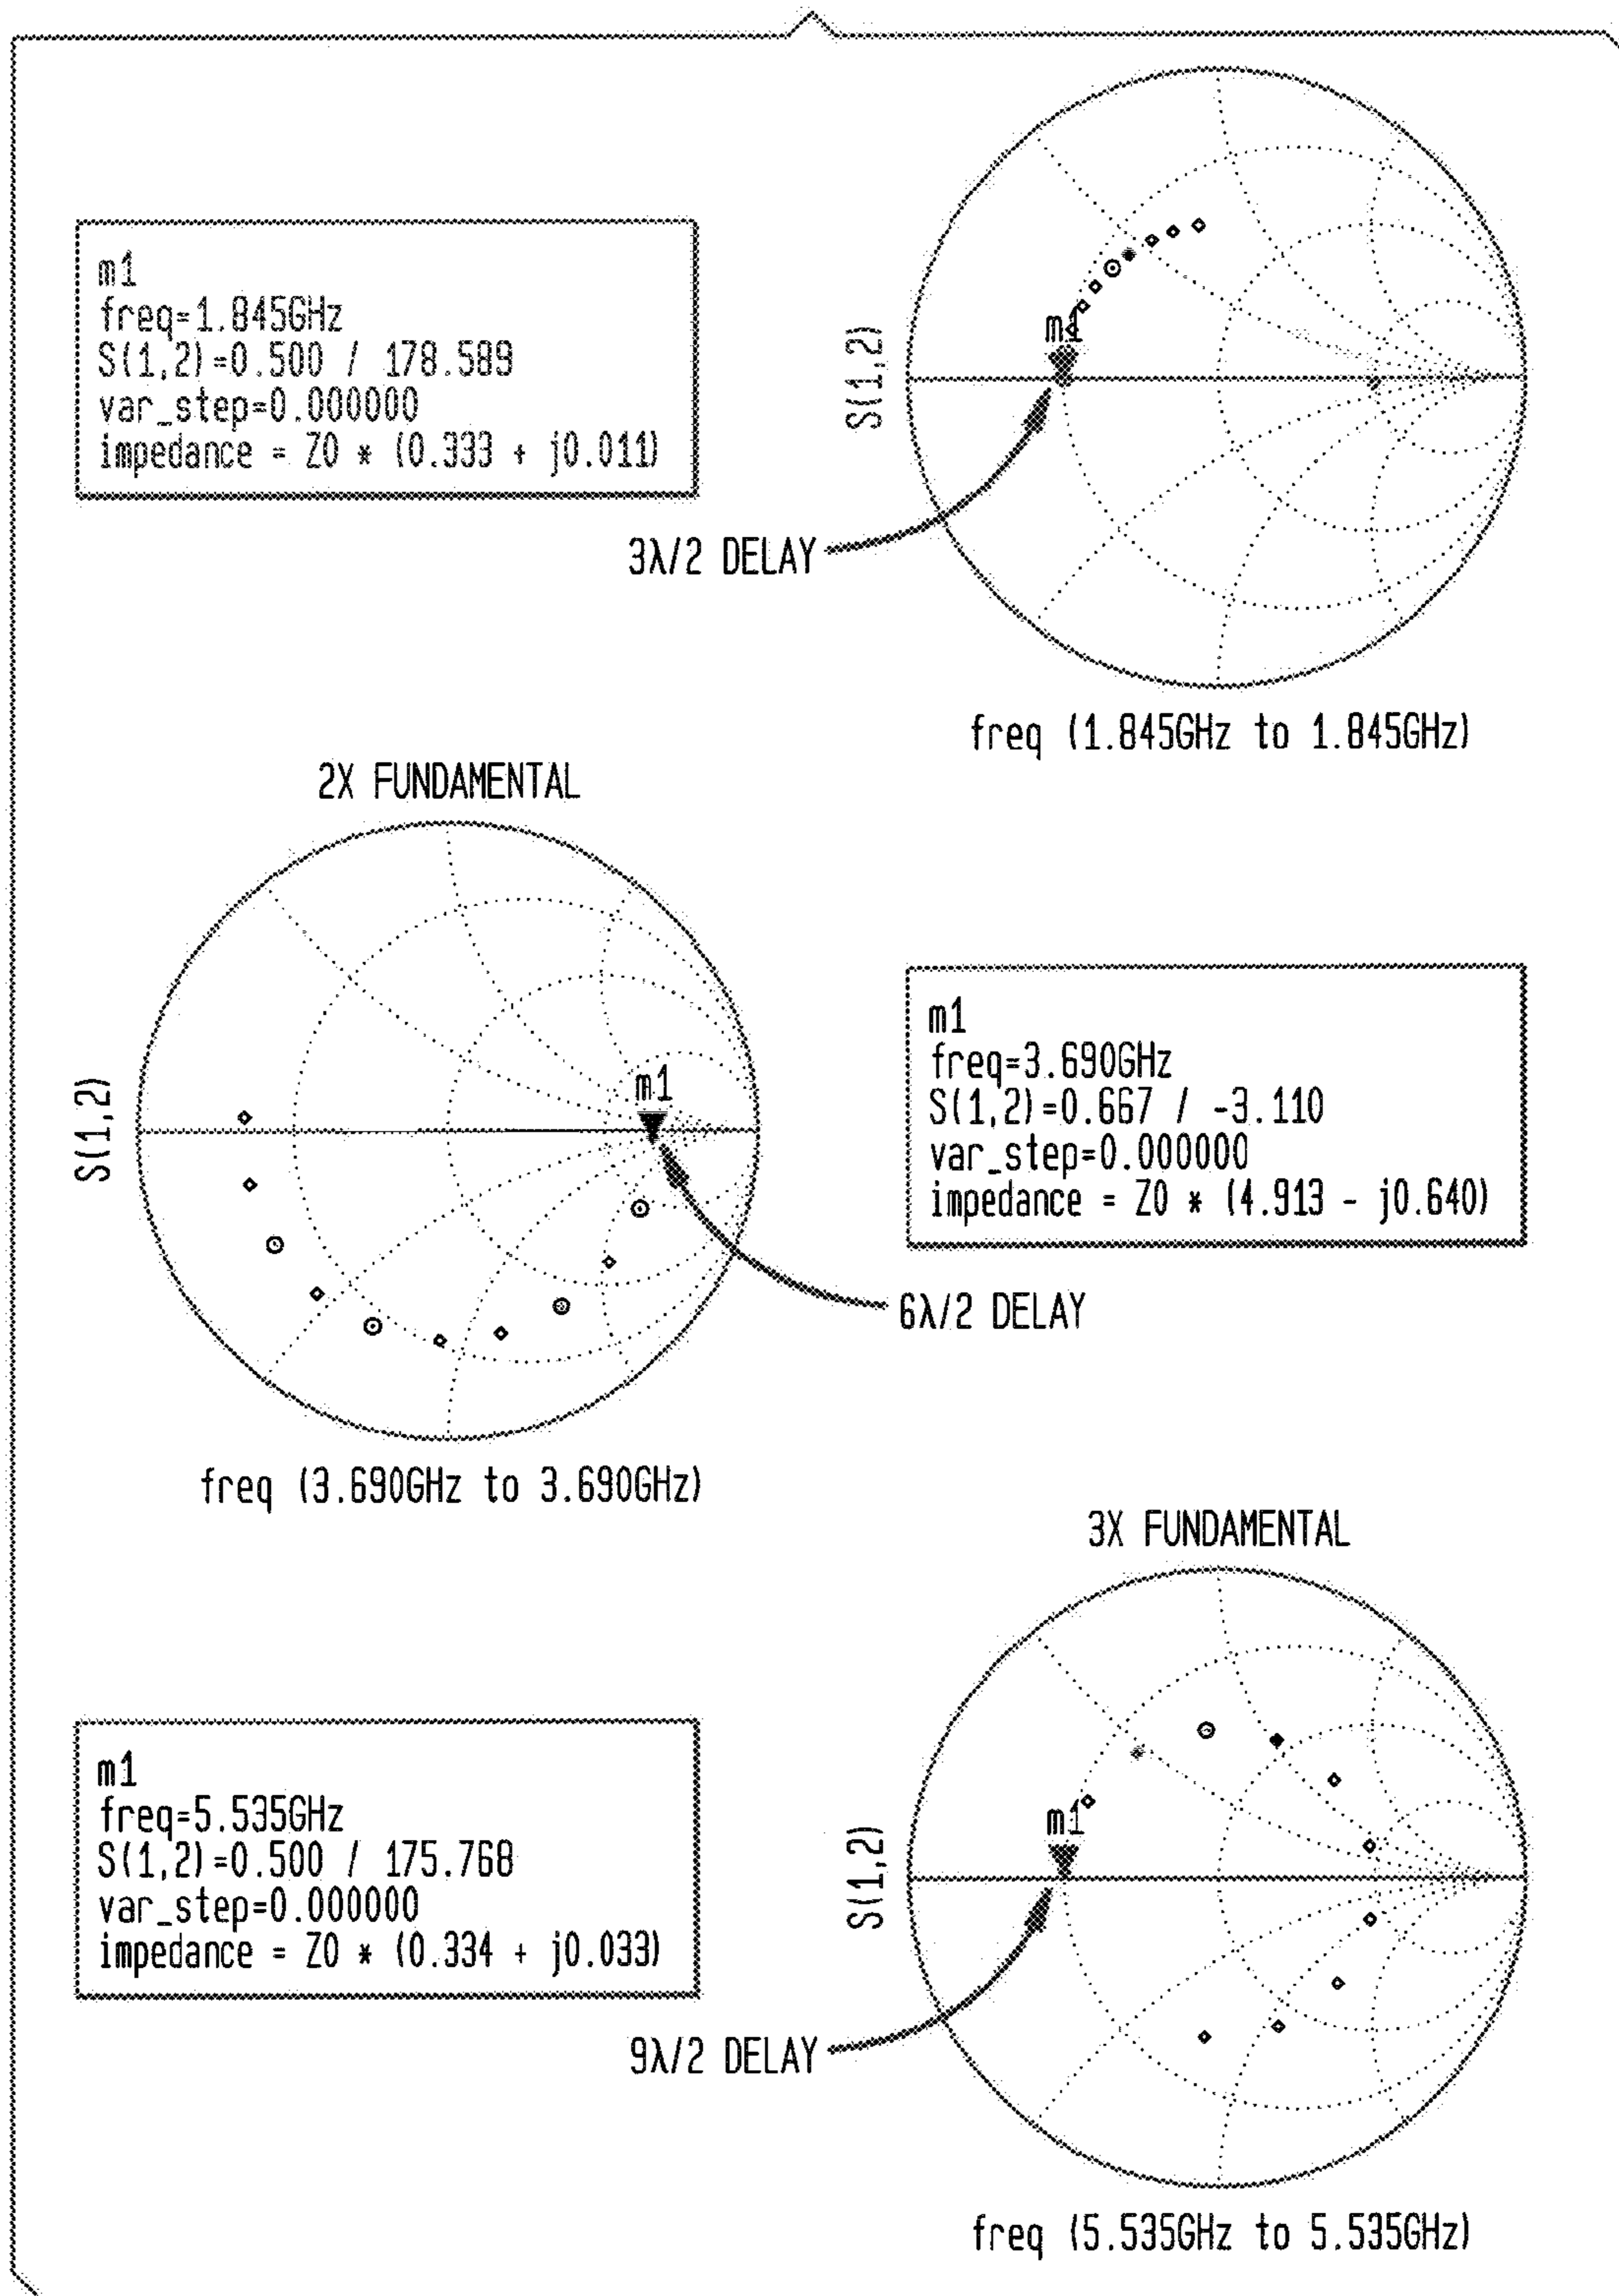 m1
freq=1.845GHz
S(1,2)=0.500 / 178.589
var_step=0.000000
impedance = Z0 * (0.333 + j0.011)
m1
S(1,2)
3λ/2 DELAY
freq (1.845GHz to 1.845GHz)
2X FUNDAMENTAL
m1
S(1,2)
m1
freq=3.690GHz
S(1,2)=0.667 / -3.110
var_step=0.000000
impedance = Z0 * (4.913 - j0.640)
6λ/2 DELAY
freq (3.690GHz to 3.690GHz)
3X FUNDAMENTAL
m1
freq=5.535GHz
S(1,2)=0.500 / 175.768
var_step=0.000000
impedance = Z0 * (0.334 + j0.033)
m1
S(1,2)
9λ/2 DELAY
freq (5.535GHz to 5.535GHz)